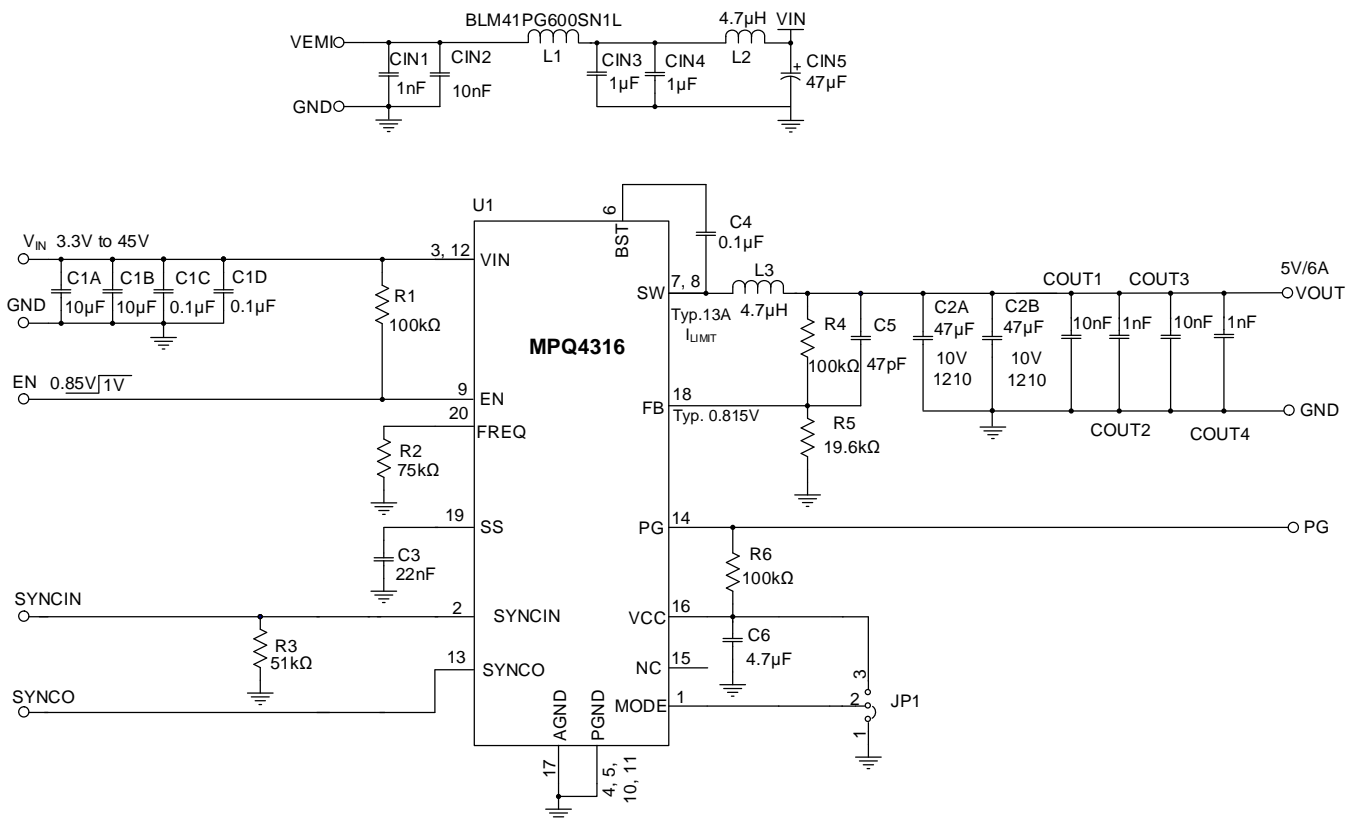 BLM41PG600SN1L
4.7µH
VIN
VEMI
CIN1
1nF
CIN2
10nF
L1
CIN3
1µF
CIN4
1µF
L2
+
CIN5
47µF
GND
U1
6
BST
C4
0.1µF
VIN 3.3V to 45V
3, 12
VIN
C1A
10µF
C1B
10µF
C1C
0.1µF
C1D
0.1µF
GND
R1
100kΩ
SW
7, 8
L3
4.7µH
Typ.13A
ILIMIT
MPQ4316
R4
100kΩ
C5
47pF
C2A
47µF
10V
1210
C2B
47µF
10V
1210
COUT1
10nF
1nF
COUT3
10nF
1nF
5V/6A
VOUT
EN 0.85V 1V
9
EN
20
FREQ
R2
75kΩ
FB
18
Typ. 0.815V
R5
19.6kΩ
COUT2
COUT4
GND
19
SS
C3
22nF
PG
14
PG
R6
100kΩ
SYNCIN
2
SYNCIN
R3
51kΩ
VCC
16
C6
4.7µF
13
SYNCO
SYNCO
NC
15
MODE
1
3
2
1
JP1
AGND
PGND
17
4, 5,
10, 11